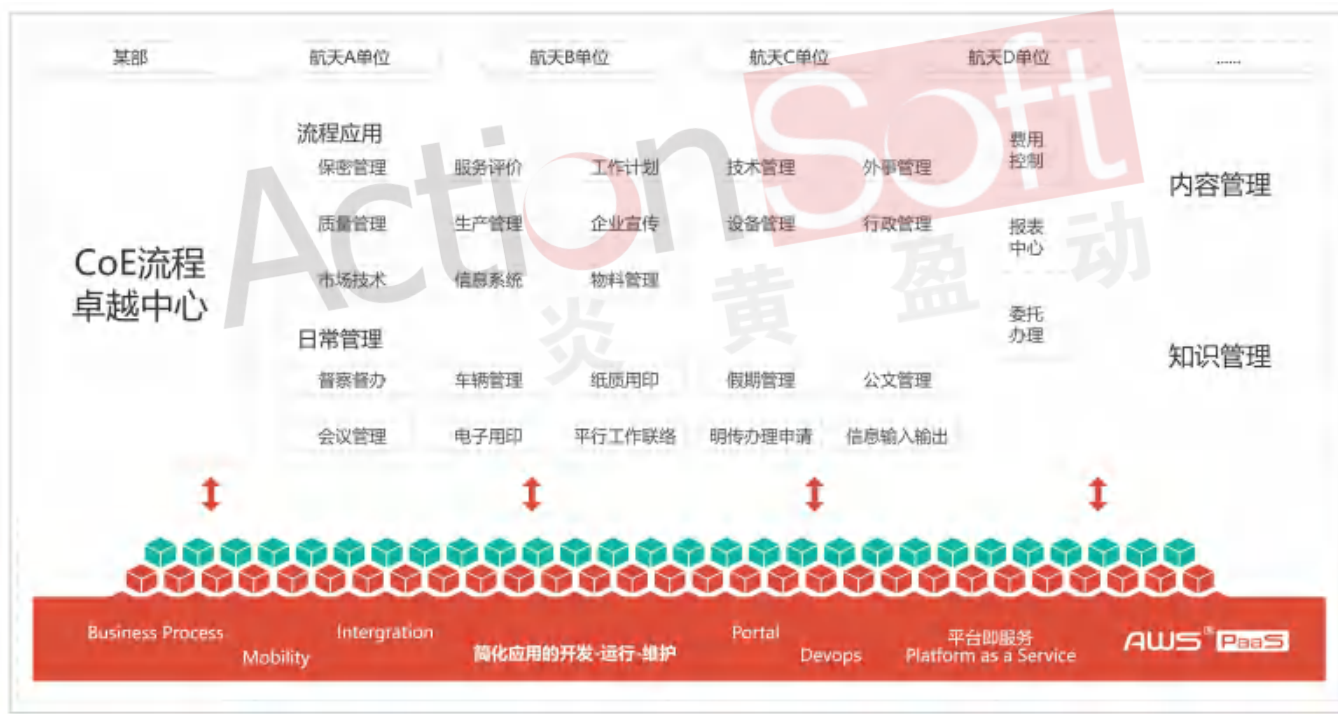 某部 航天A单位 航天B单位 航天C单位 航天D单位 ......
ActionSoft
炎黄盈动
CoE流程
卓越中心
流程应用
保密管理 服务评价 工作计划 技术管理 外事管理
质量管理 生产管理 企业宣传 设备管理 行政管理
市场技术 信息系统 物料管理
日常管理
督察督办 车辆管理 纸质用印 假期管理 公文管理
会议管理 电子用印 平行工作联络 明传办理申请 信息输入输出
费用
控制
报表
中心
委托
办理
内容管理
知识管理
Business Process
Mobility
Intergration
简化应用的开发-运行-维护
Portal
Devops
平台即服务
Platform as a Service
AWS® PaaS